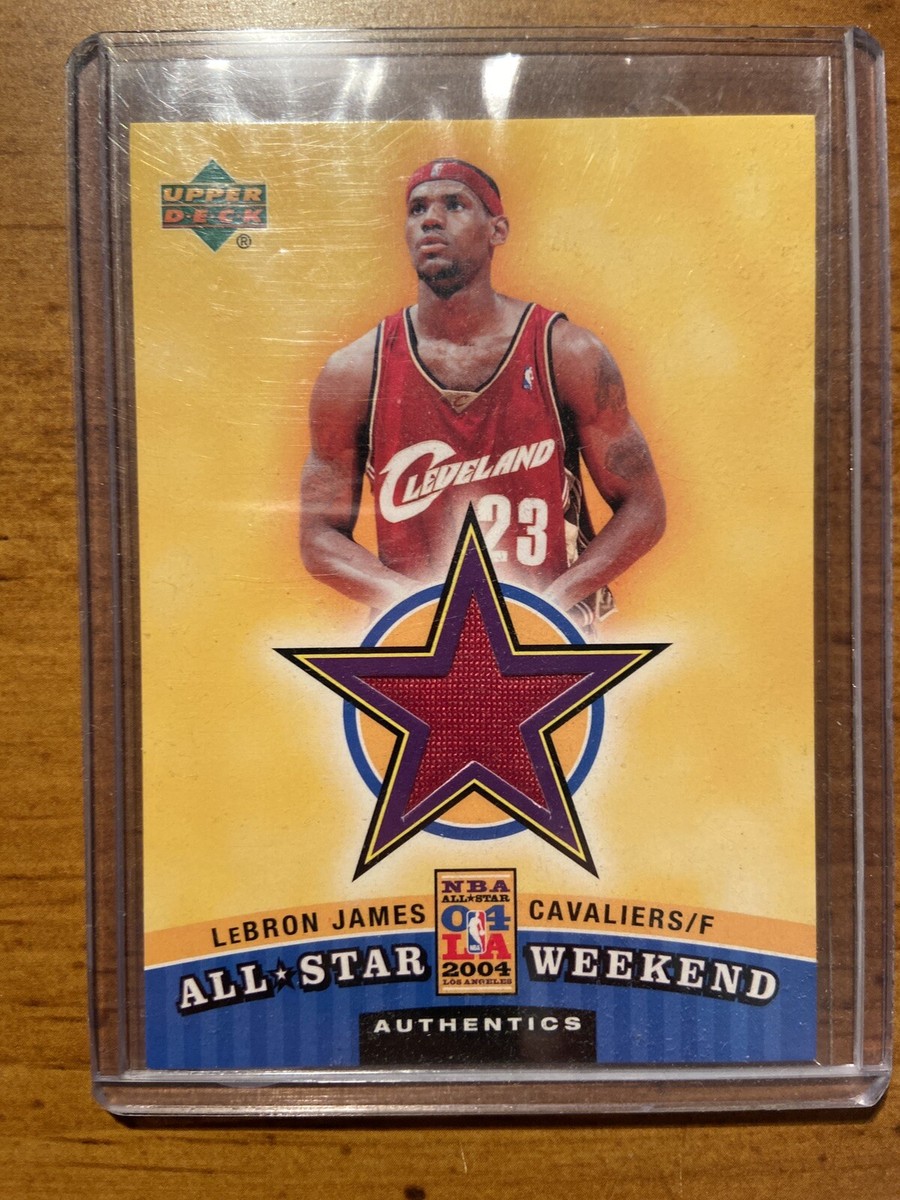 UPPER
DECK
®
CLEVELAND
23
NBA
ALL★STAR
04
LA
NBA
2004
LOS ANGELES
LEBRON JAMES
CAVALIERS/F
ALL★STAR
WEEKEND
AUTHENTICS